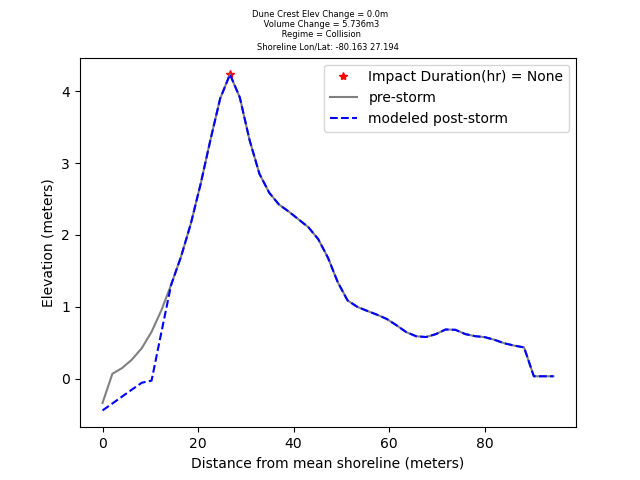 Dune Crest Elev Change = 0.0m
Volume Change = 5.736m3
Regime = Collision
Shoreline Lon/Lat: -80.163 27.194
Impact Duration(hr) = None
pre-storm
modeled post-storm
4
3
2
1
0
Elevation (meters)
0 20 40 60 80
Distance from mean shoreline (meters)